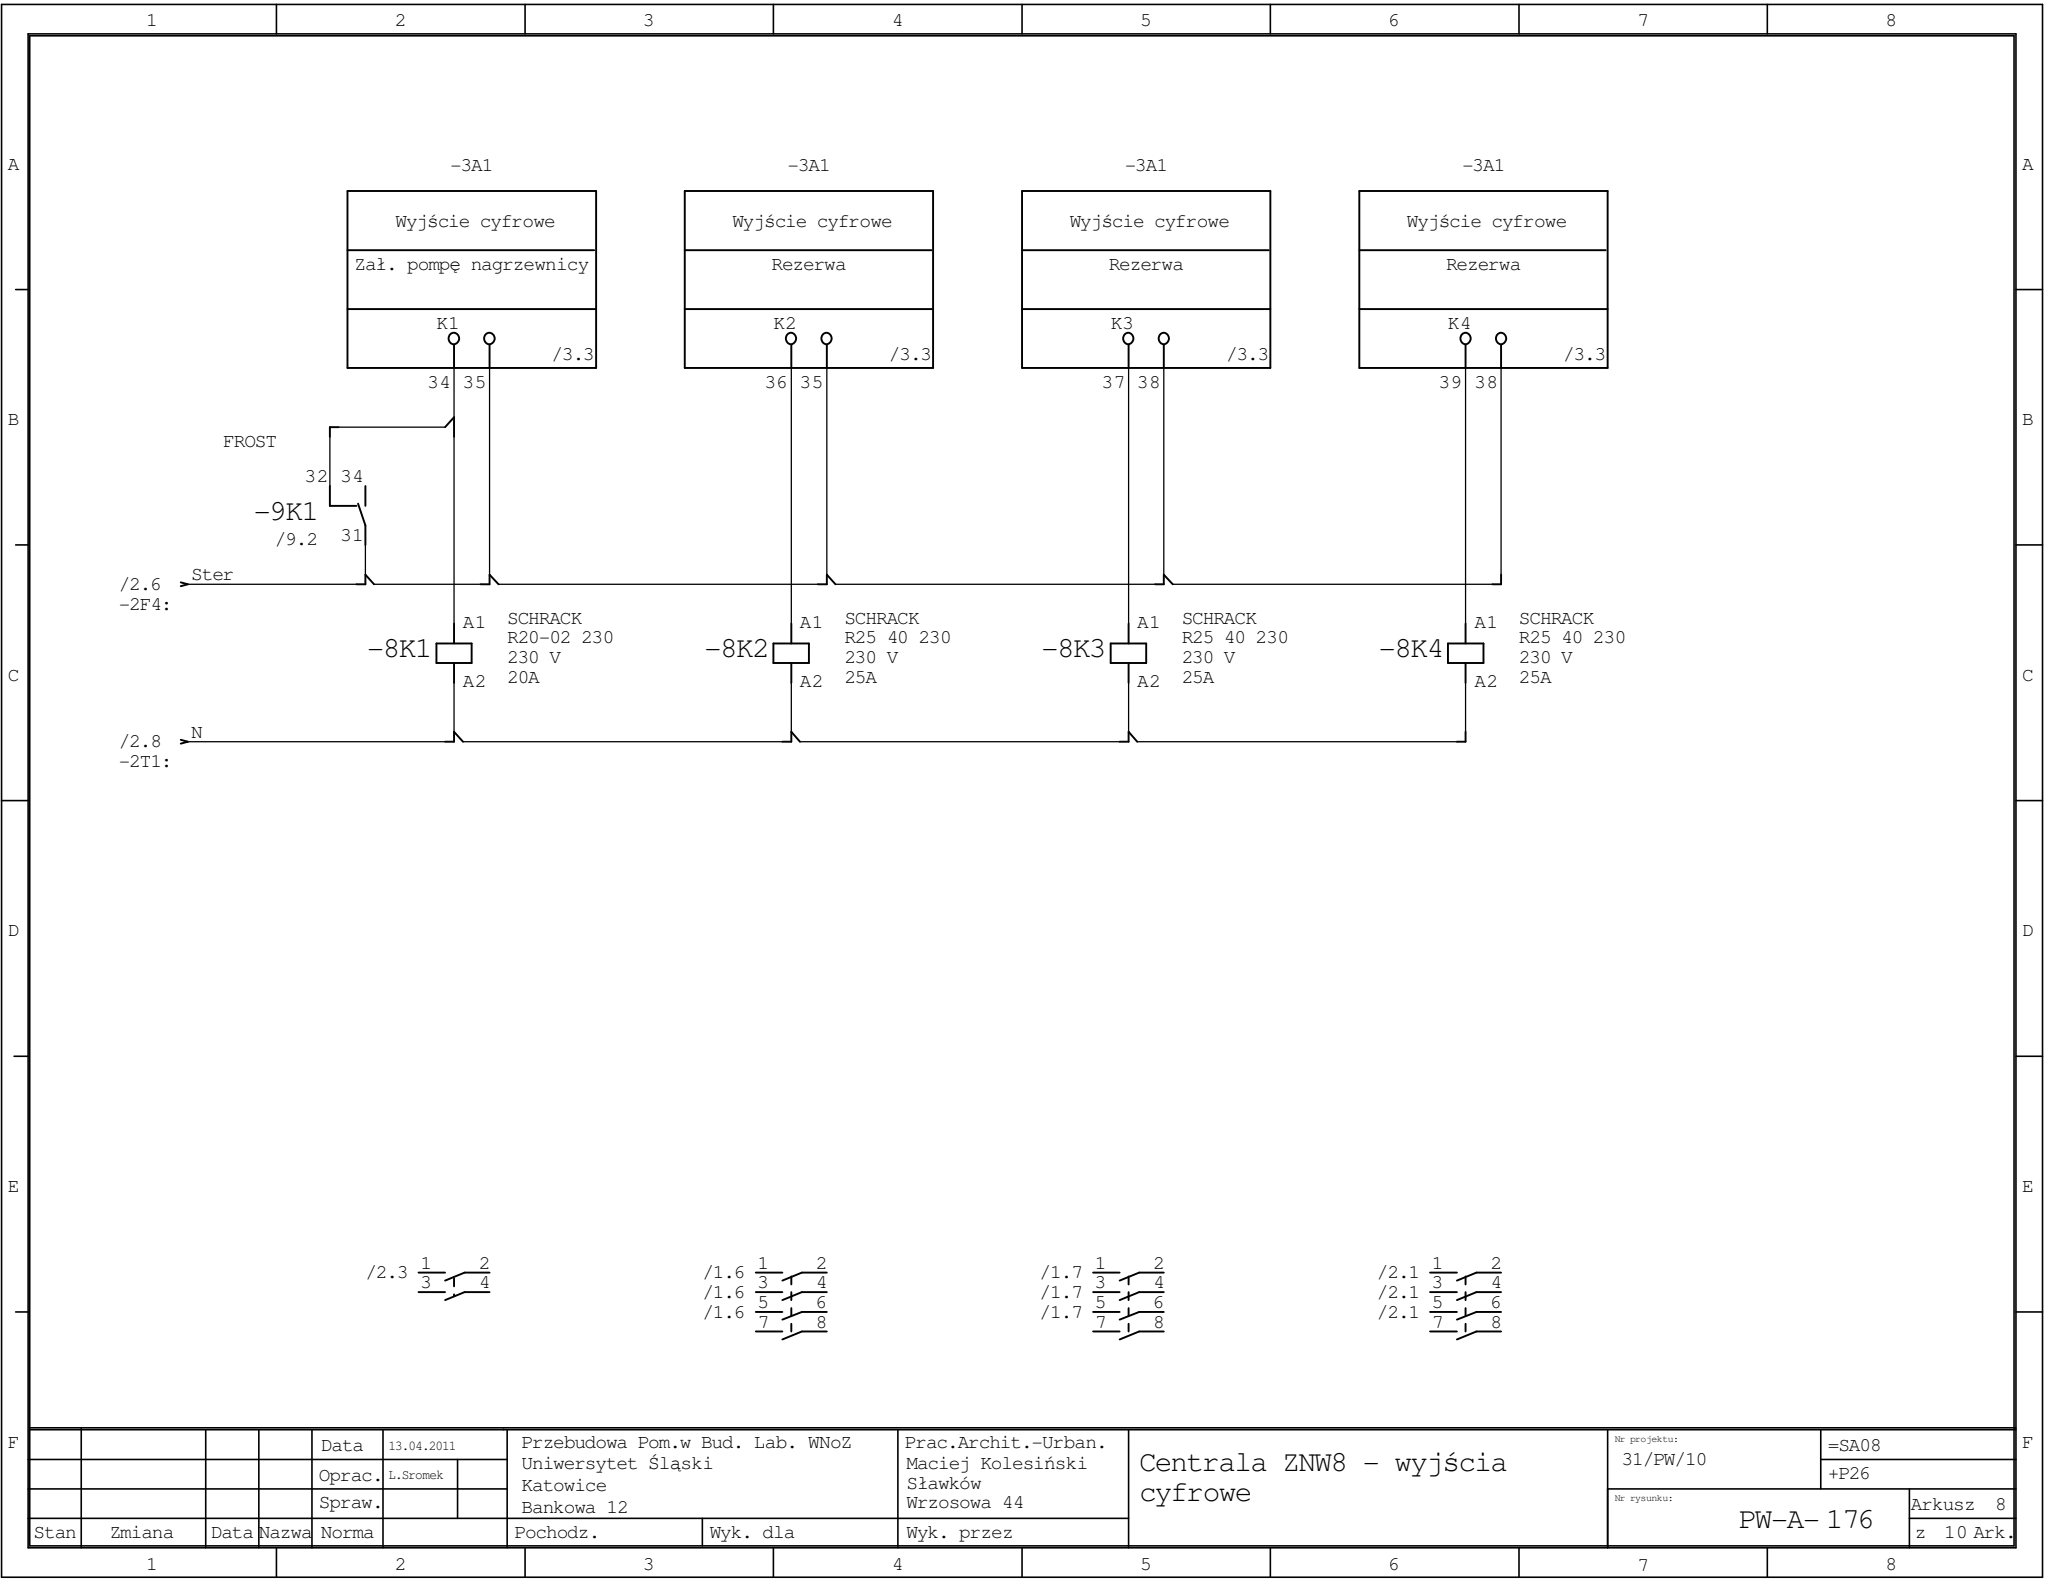 1 2 3 4 5 6 7 8
A A
-3A1 -3A1 -3A1 -3A1
Wyjście cyfrowe Wyjście cyfrowe Wyjście cyfrowe Wyjście cyfrowe
Zał. pompę nagrzewnicy Rezerwa Rezerwa Rezerwa
K1 K2 K3 K4
/3.3 /3.3 /3.3 /3.3
34 35 36 35 37 38 39 38
B B
FROST
32 34
-9K1
/9.2 31
Ster
/2.6
-2F4:
A1 SCHRACK A1 SCHRACK A1 SCHRACK A1 SCHRACK
R20-02 230 R25 40 230 R25 40 230 R25 40 230
-8K1 230 V -8K2 230 V -8K3 230 V -8K4 230 V
A2 20A A2 25A A2 25A A2 25A
C C
N
/2.8
-2T1:
D D
E E
/2.3 1 2 /1.6 1 2 /1.7 1 2 /2.1 1 2
3 4 /1.6 3 4 /1.7 3 4 /2.1 3 4
/1.6 5 6 /1.7 5 6 /2.1 5 6
7 8 7 8 7 8
F F
Data 13.04.2011
Oprac. L.Sromek
Spraw.
Stan Zmiana Data Nazwa Norma
Przebudowa Pom.w Bud. Lab. WNoZ
Uniwersytet Śląski
Katowice
Bankowa 12
Pochodz. Wyk. dla
Prac.Archit.-Urban.
Maciej Kolesiński
Sławków
Wrzosowa 44
Wyk. przez
Centrala ZNW8 - wyjścia
cyfrowe
Nr projektu:
31/PW/10
=SA08
+P26
Nr rysunku:
PW-A- 176
Arkusz 8
z 10 Ark.
1 2 3 4 5 6 7 8